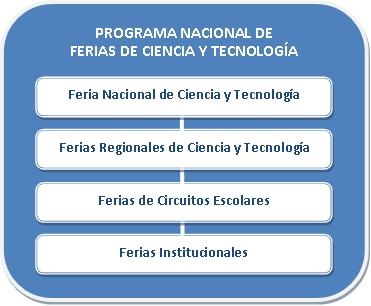 PROGRAMA NACIONAL DE
FERIAS DE CIENCIA Y TECNOLOGÍA
Feria Nacional de Ciencia y Tecnología
Ferias Regionales de Ciencia y Tecnología
Ferias de Circuitos Escolares
Ferias Institucionales